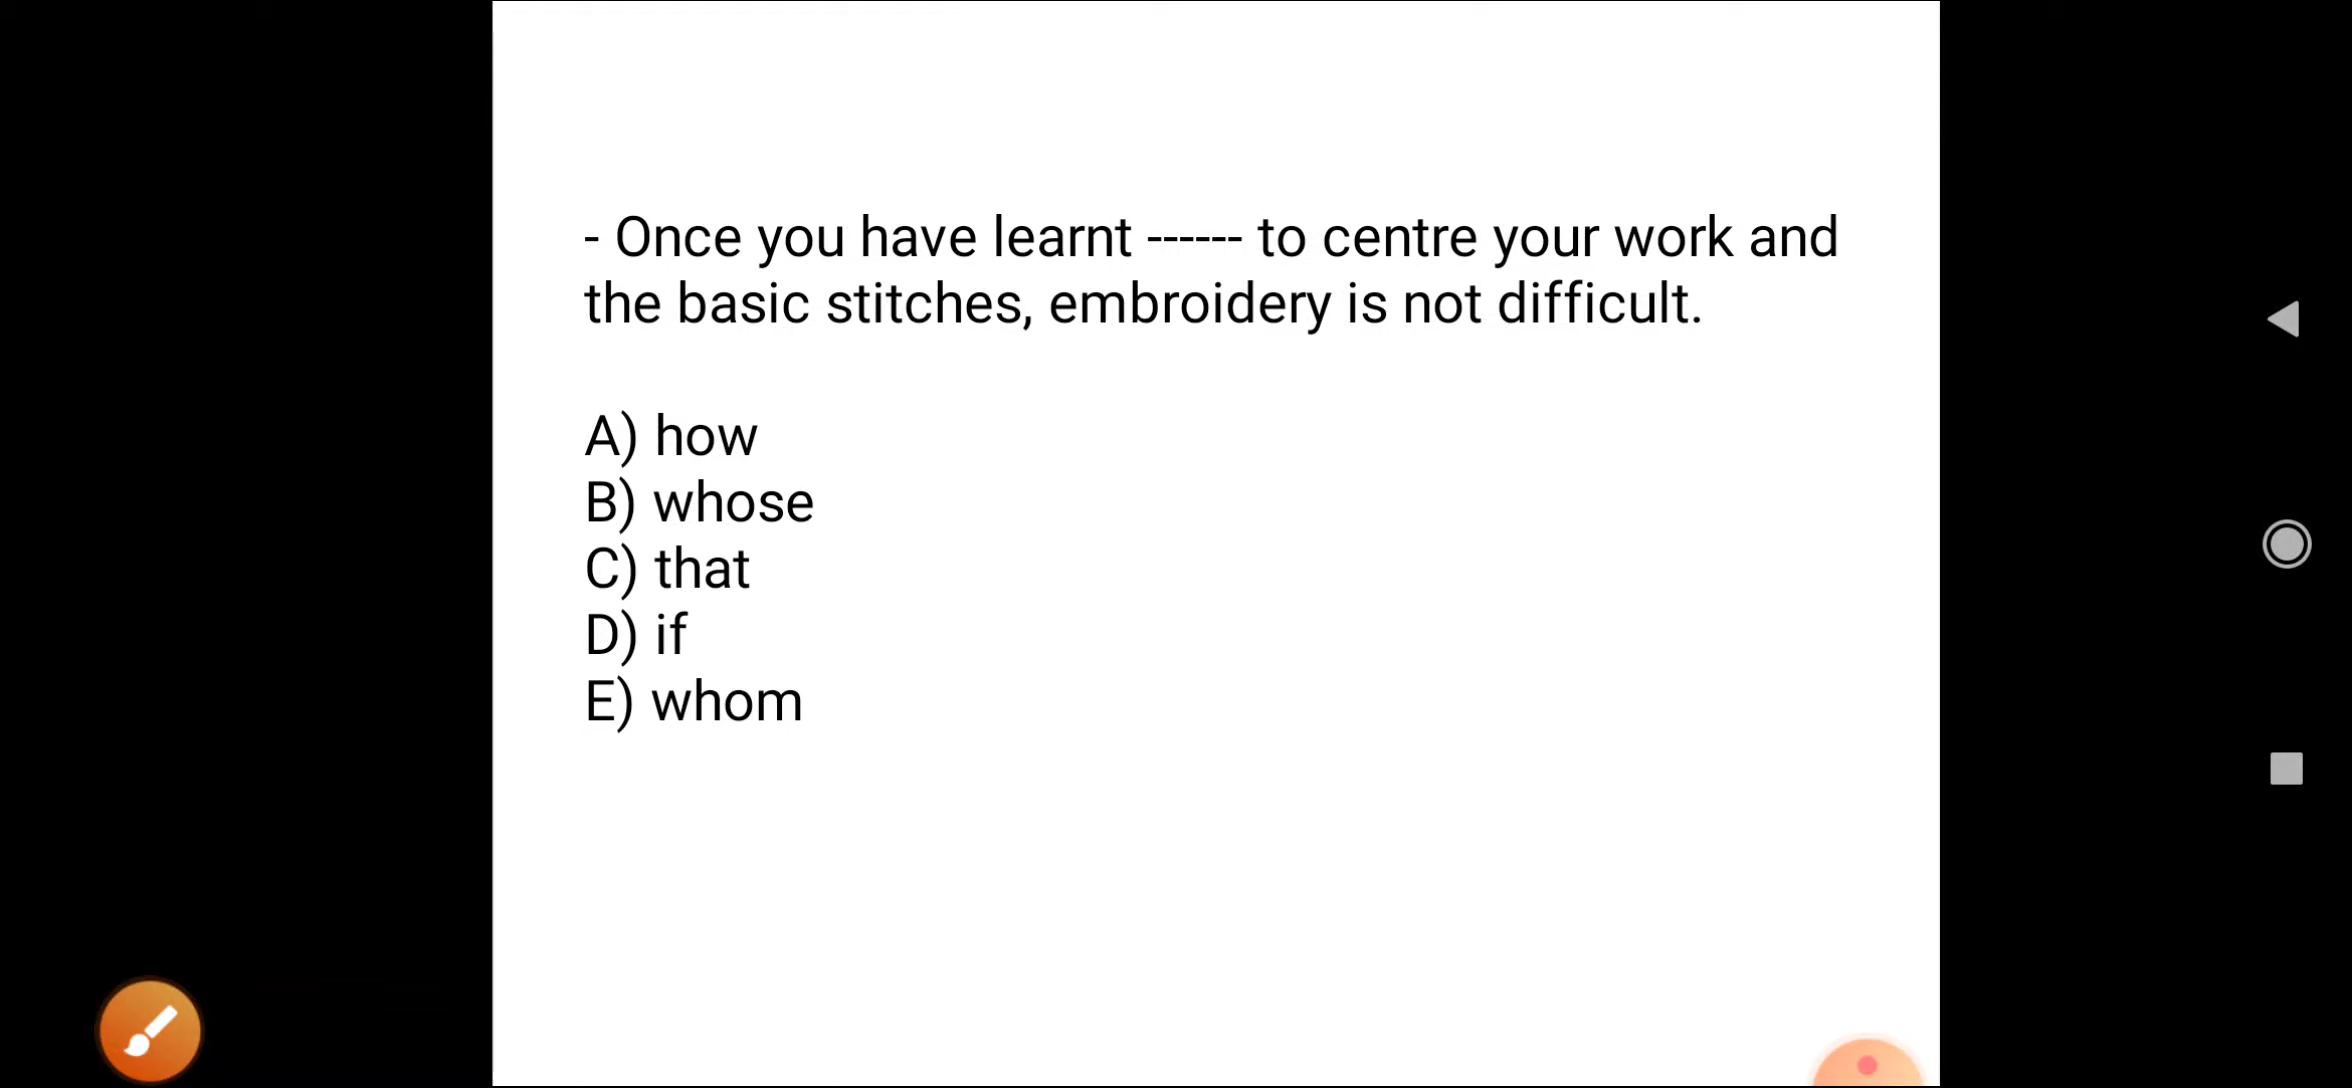 - Once you have learnt ------ to centre your work and
the basic stitches, embroidery is not difficult.
A) how
B) whose
C) that
D) if
E) whom